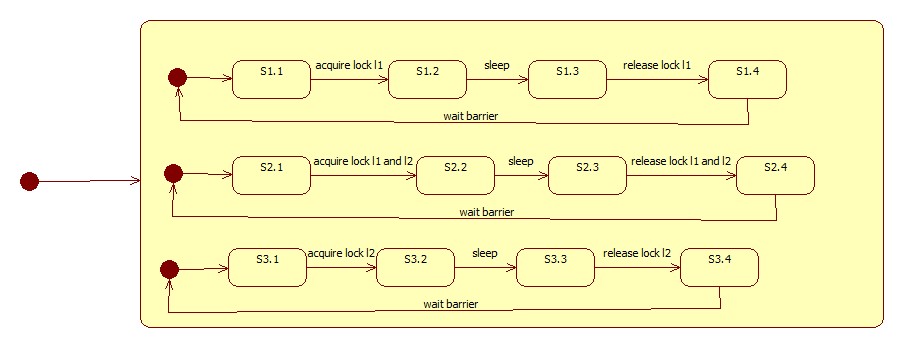 S1.1 acquire lock l1 S1.2 sleep S1.3 release lock l1 S1.4
wait barrier
S2.1 acquire lock l1 and l2 S2.2 sleep S2.3 release lock l1 and l2 S2.4
wait barrier
S3.1 acquire lock l2 S3.2 sleep S3.3 release lock l2 S3.4
wait barrier